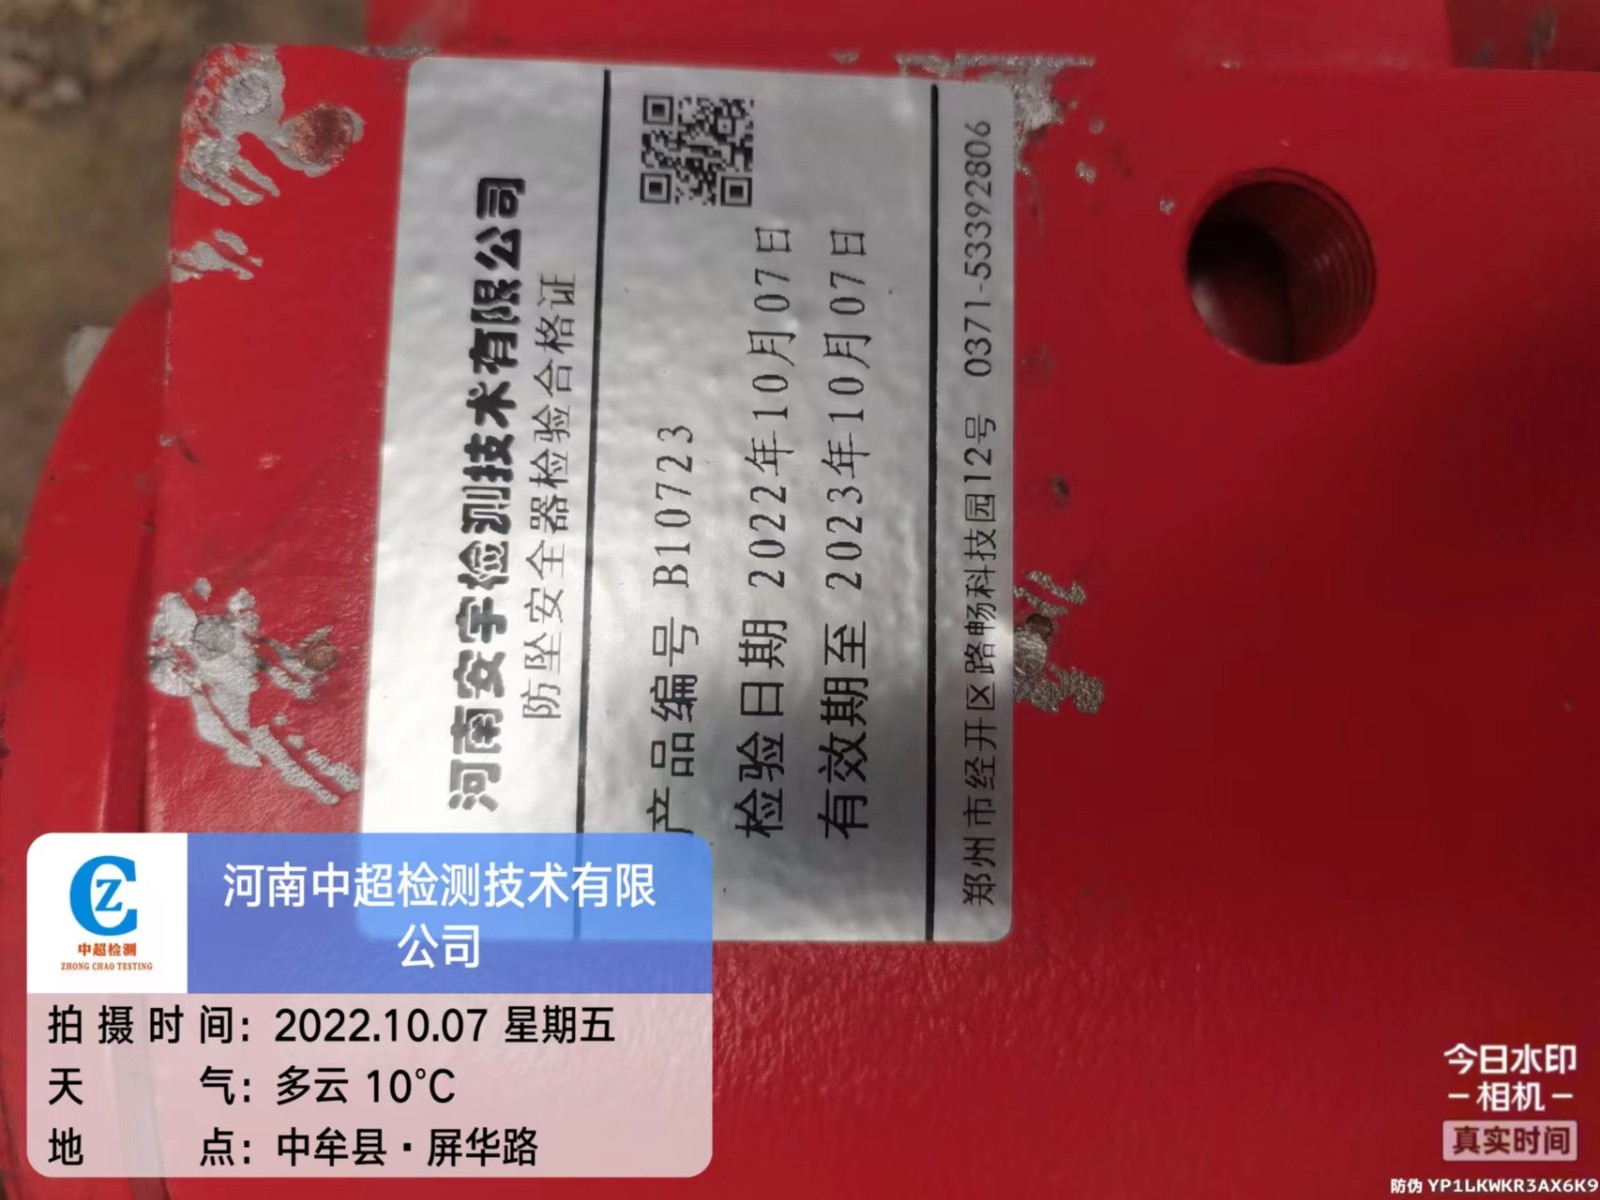 河南安宇检测技术有限公司
防坠安全器检验合格证
产品编号 B10723
检验日期 2022年10月07日
有效期至 2023年10月07日
郑州市经开区路畅科技园12号 0371-53392806
中超检测
ZHONG CHAO TESTING
河南中超检测技术有限
公司
拍摄时间：2022.10.07 星期五
天气：多云 10°C
地点：中牟县·屏华路
今日水印
-相机-
真实时间
防伪 YP1LKWKR3AX6K9